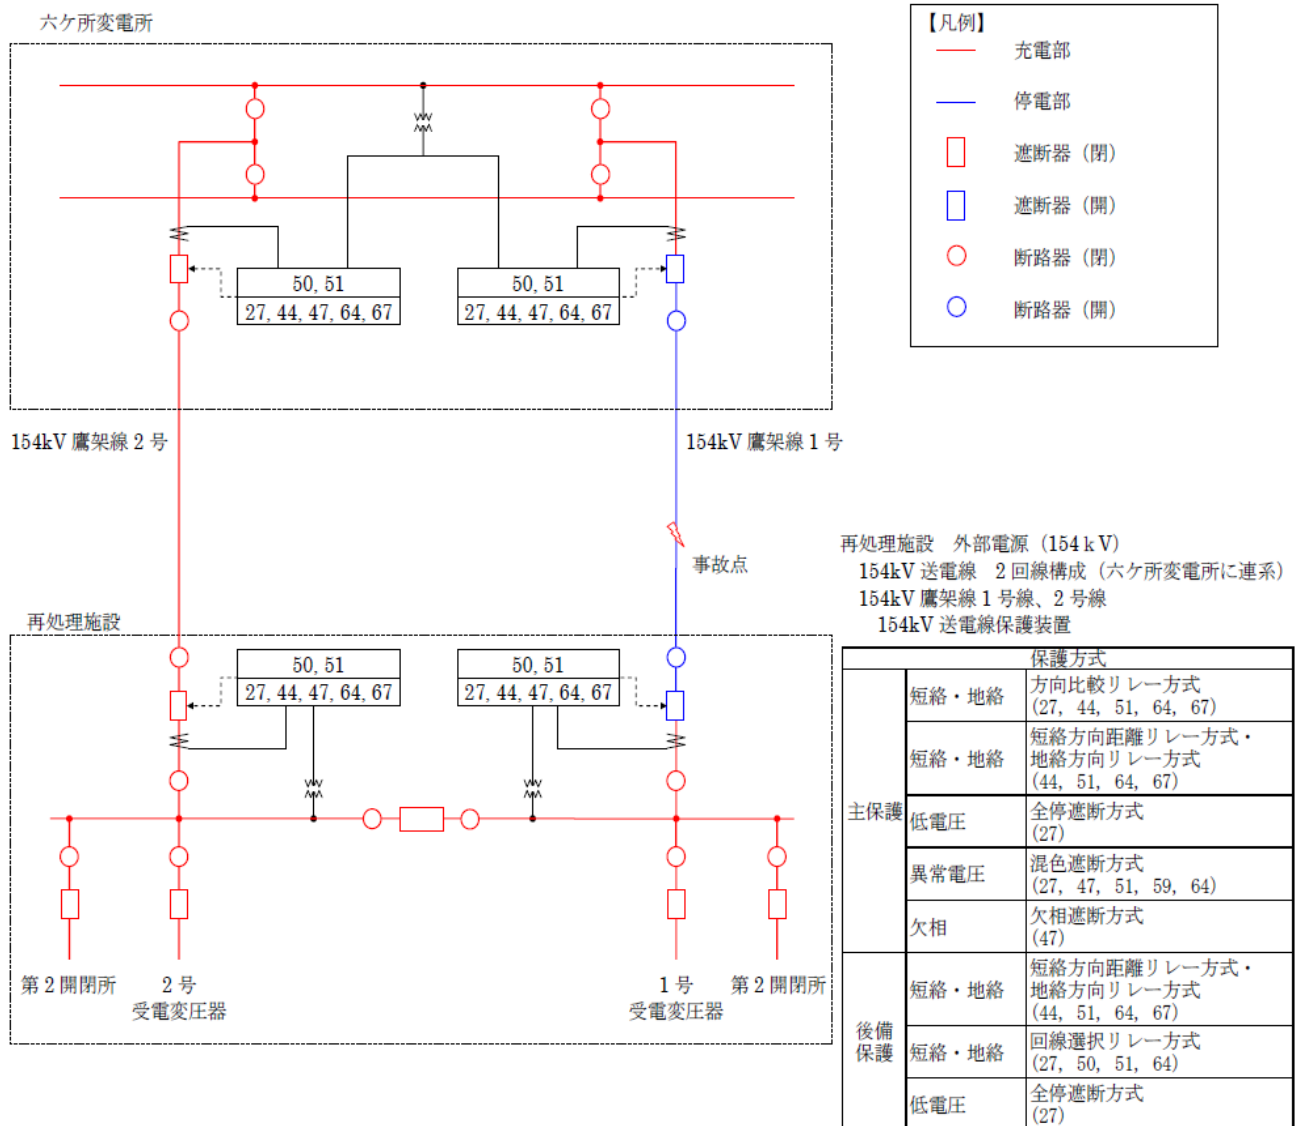 六ケ所変電所
【凡例】
充電部
停電部
遮断器（閉）
遮断器（開）
断路器（閉）
断路器（開）
50, 51
27, 44, 47, 64, 67
50, 51
27, 44, 47, 64, 67
154kV 鷹架線 2 号
154kV 鷹架線 1 号
事故点
再処理施設
50, 51
27, 44, 47, 64, 67
50, 51
27, 44, 47, 64, 67
第 2 開閉所
2 号
受電変圧器
1 号
受電変圧器
第 2 開閉所
再処理施設　外部電源（154ｋV）
154kV 送電線　2 回線構成（六ケ所変電所に連系）
154kV 鷹架線 1 号線、2 号線
154kV 送電線保護装置
保護方式
主保護
短絡・地絡
方向比較リレー方式
(27, 44, 51, 64, 67)
短絡・地絡
短絡方向距離リレー方式・
地絡方向リレー方式
(44, 51, 64, 67)
低電圧
全停遮断方式
(27)
異常電圧
混色遮断方式
(27, 47, 51, 59, 64)
欠相
欠相遮断方式
(47)
後備
保護
短絡・地絡
短絡方向距離リレー方式・
地絡方向リレー方式
(44, 51, 64, 67)
短絡・地絡
回線選択リレー方式
(27, 50, 51, 64)
低電圧
全停遮断方式
(27)